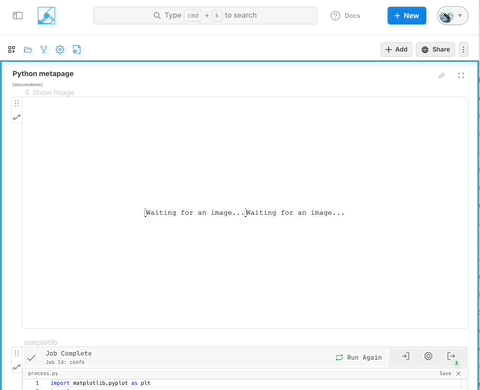 Type cmd + k to search
Docs
+ New
+ Add
Share
Python metapage
[descendents]
Show Image
Waiting for an image...Waiting for an image...
matplotlib
Job Complete
Job Id:
Run Again
3
process.py
Save ×
1 import matplotlib.pyplot as plt